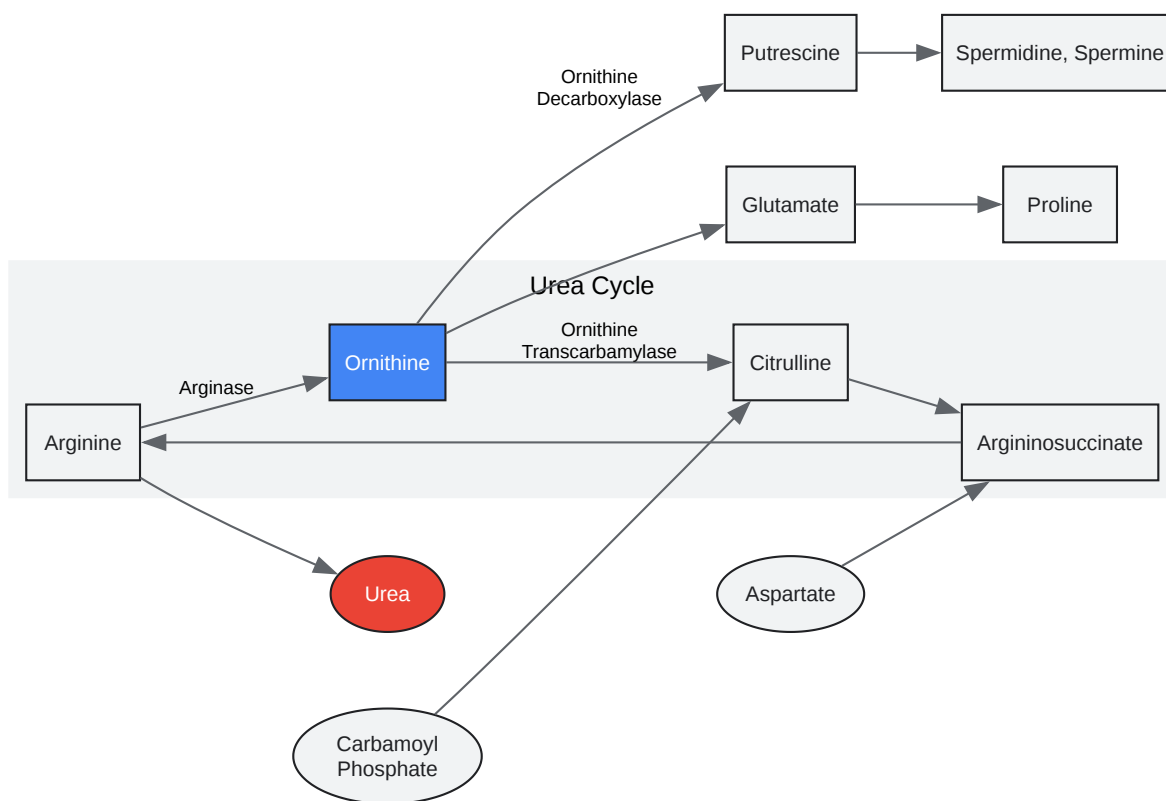 Putrescine
Spermidine, Spermine
Ornithine
Decarboxylase
Glutamate
Proline
Urea Cycle
Ornithine
Ornithine
Transcarbamylase
Citrulline
Arginase
Arginine
Argininosuccinate
Urea
Aspartate
Carbamoyl
Phosphate